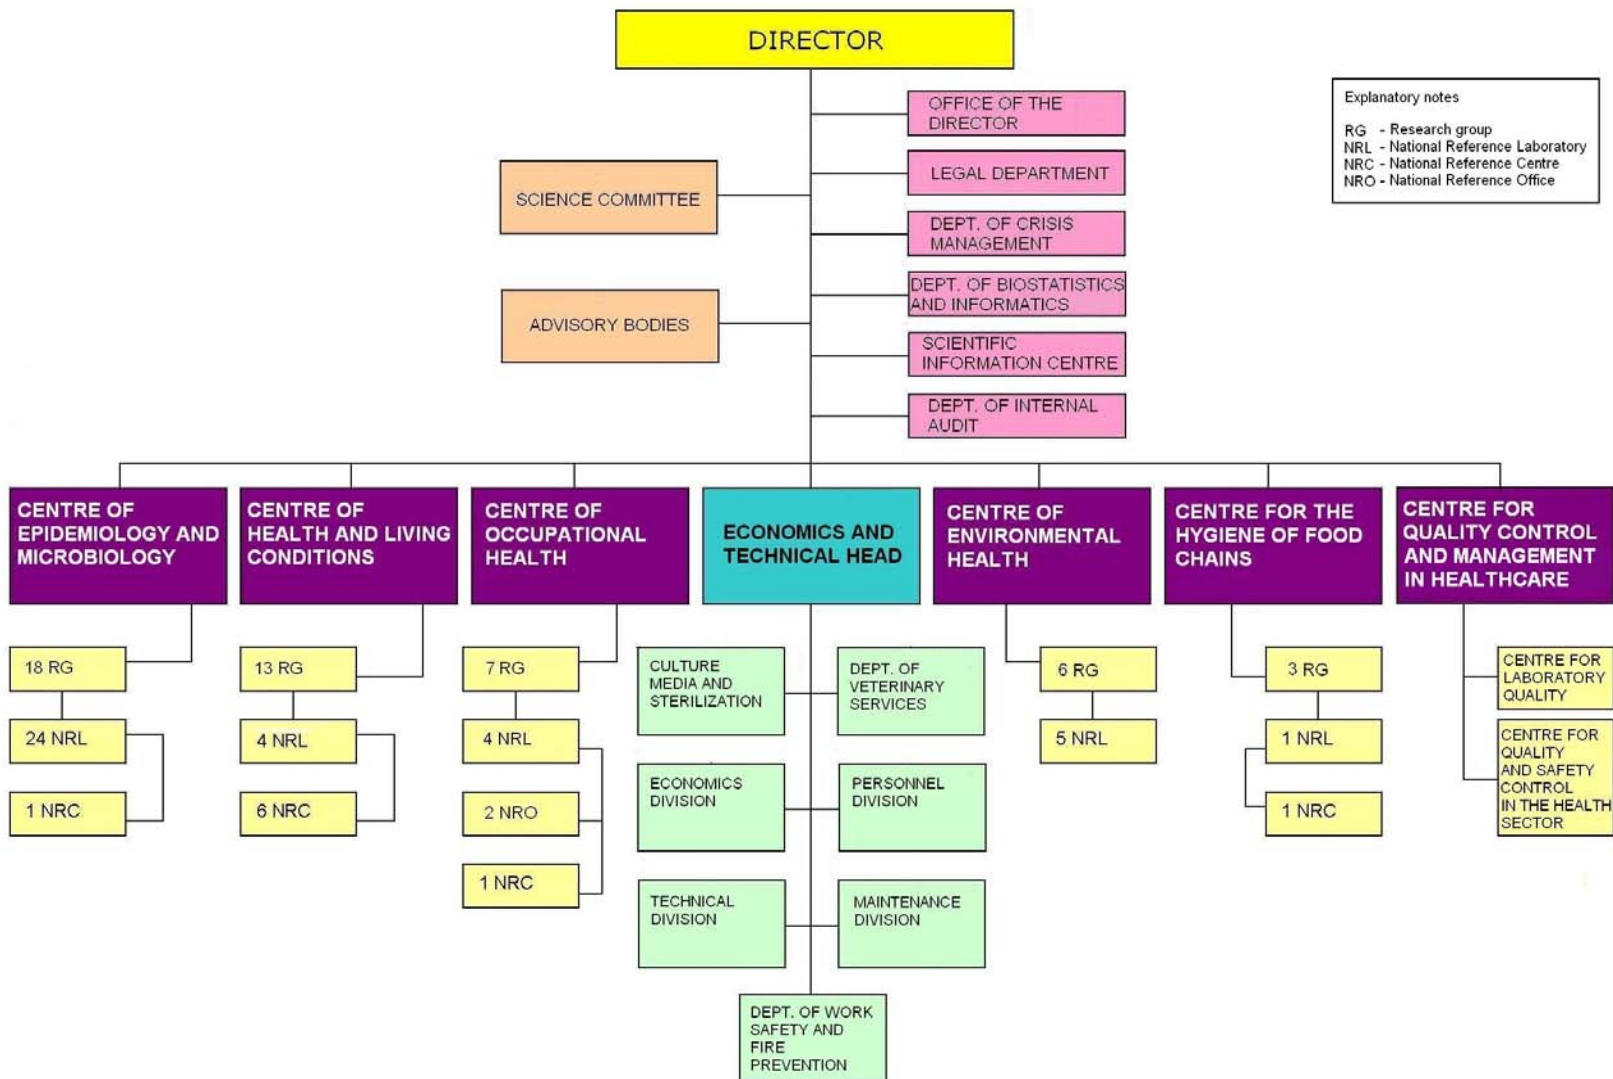 DIRECTOR
Explanatory notes
RG - Research group
NRL - National Reference Laboratory
NRC - National Reference Centre
NRO - National Reference Office
OFFICE OF THE
DIRECTOR
LEGAL DEPARTMENT
SCIENCE COMMITTEE
DEPT. OF CRISIS
MANAGEMENT
DEPT. OF BIOSTATISTICS
AND INFORMATICS
ADVISORY BODIES
SCIENTIFIC
INFORMATION CENTRE
DEPT. OF INTERNAL
AUDIT
CENTRE OF
EPIDEMIOLOGY AND
MICROBIOLOGY
CENTRE OF
HEALTH AND LIVING
CONDITIONS
CENTRE OF
OCCUPATIONAL
HEALTH
ECONOMICS AND
TECHNICAL HEAD
CENTRE OF
ENVIRONMENTAL
HEALTH
CENTRE FOR THE
HYGIENE OF FOOD
CHAINS
CENTRE FOR
QUALITY CONTROL
AND MANAGEMENT
IN HEALTHCARE
18 RG
24 NRL
1 NRC
13 RG
4 NRL
6 NRC
7 RG
4 NRL
2 NRO
1 NRC
CULTURE
MEDIA AND
STERILIZATION
DEPT. OF
VETERINARY
SERVICES
ECONOMICS
DIVISION
PERSONNEL
DIVISION
TECHNICAL
DIVISION
MAINTENANCE
DIVISION
DEPT. OF WORK
SAFETY AND
FIRE
PREVENTION
6 RG
5 NRL
3 RG
1 NRL
1 NRC
CENTRE FOR
LABORATORY
QUALITY
CENTRE FOR
QUALITY
AND SAFETY
CONTROL
IN THE HEALTH
SECTOR